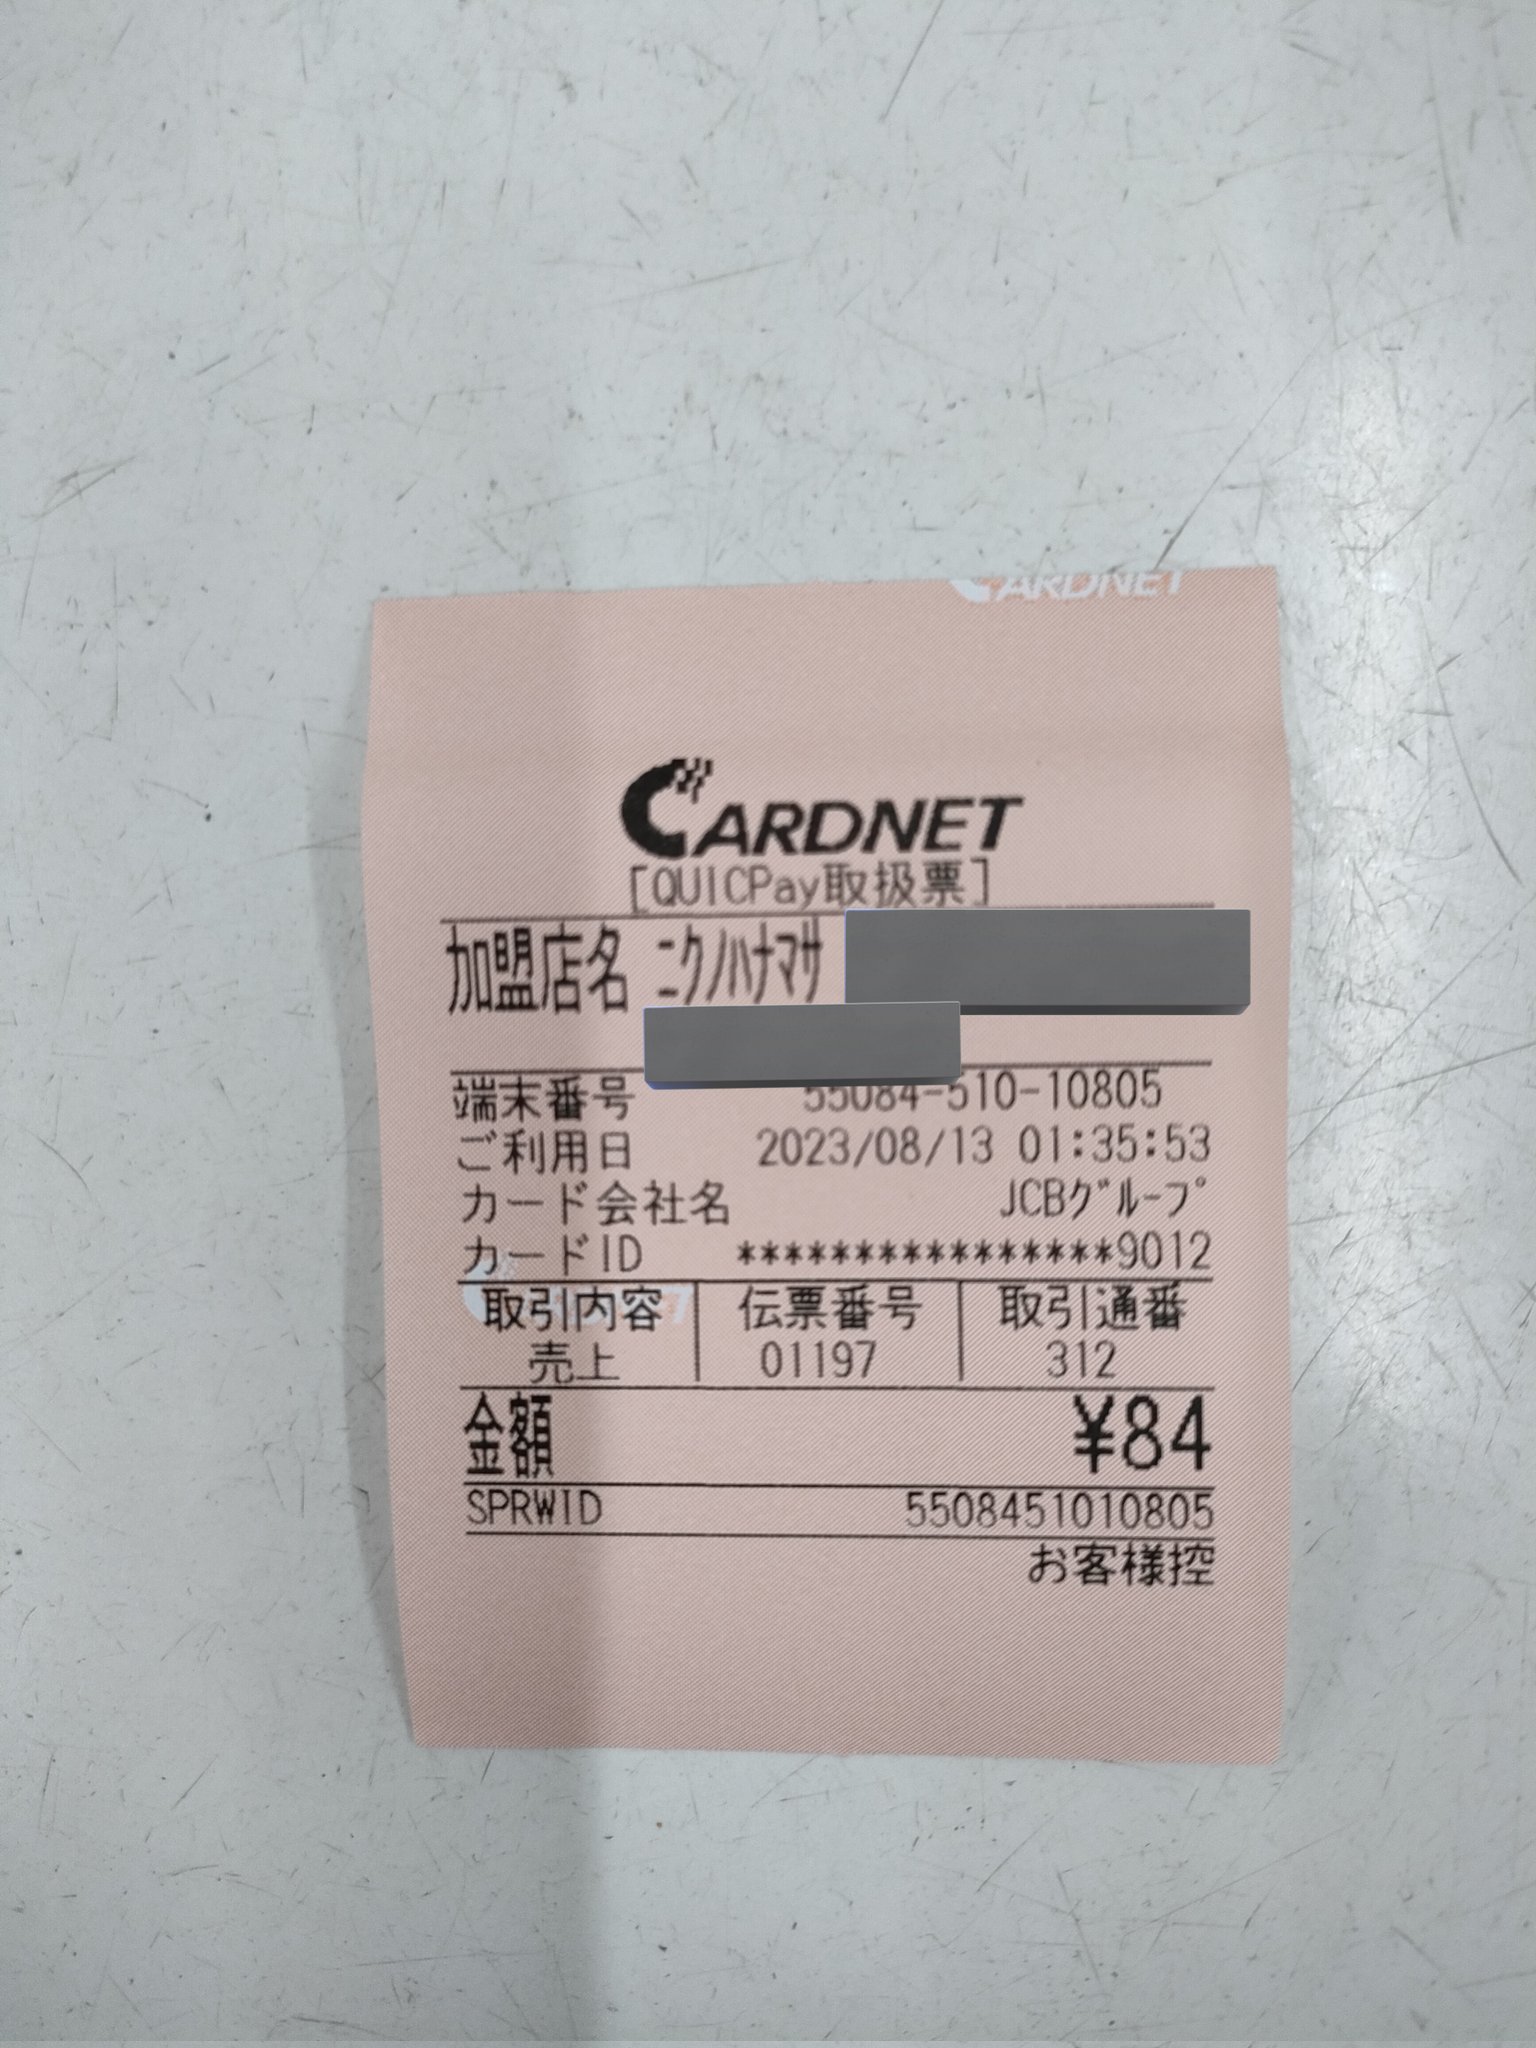 CARDNET
CARDNET
[QUICPay取扱票]
加盟店名 ニクノハナマサ
端末番号 55084-510-10805
ご利用日 2023/08/13 01:35:53
カード会社名 JCBグループ
カードID ****************9012
取引内容 伝票番号 取引通番
売上 01197 312
金額 ¥84
SPRWID 5508451010805
お客様控